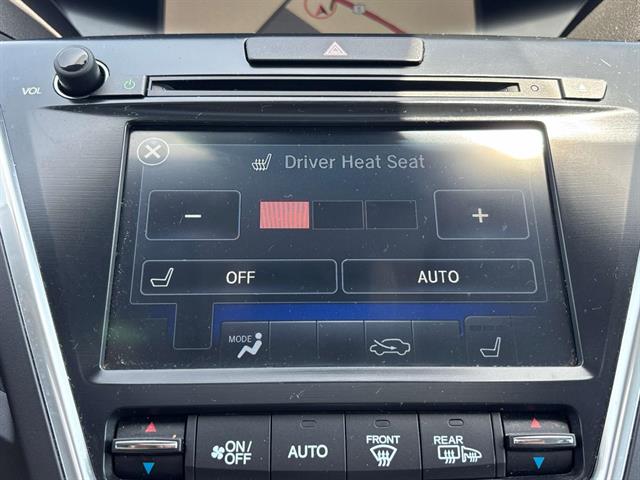 VOL
Driver Heat Seat
− +
OFF AUTO
MODE
ON/
OFF
AUTO
FRONT
REAR